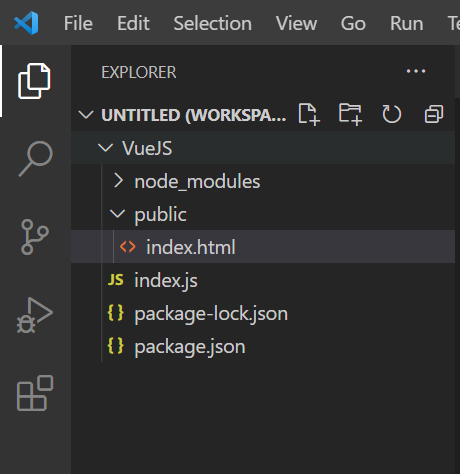 File Edit Selection View Go Run
EXPLORER
UNTITLED (WORKSPA...
VueJS
node_modules
public
<> index.html
JS index.js
{} package-lock.json
{} package.json